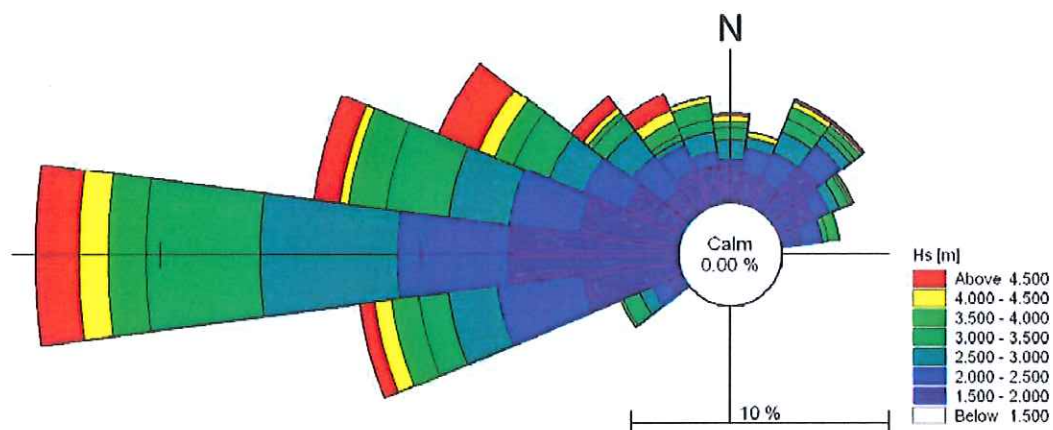 N
Calm
0.00 %
Hs [m]
Above 4.500
4.000 - 4.500
3.500 - 4.000
3.000 - 3.500
2.500 - 3.000
2.000 - 2.500
1.500 - 2.000
Below 1.500
10 %